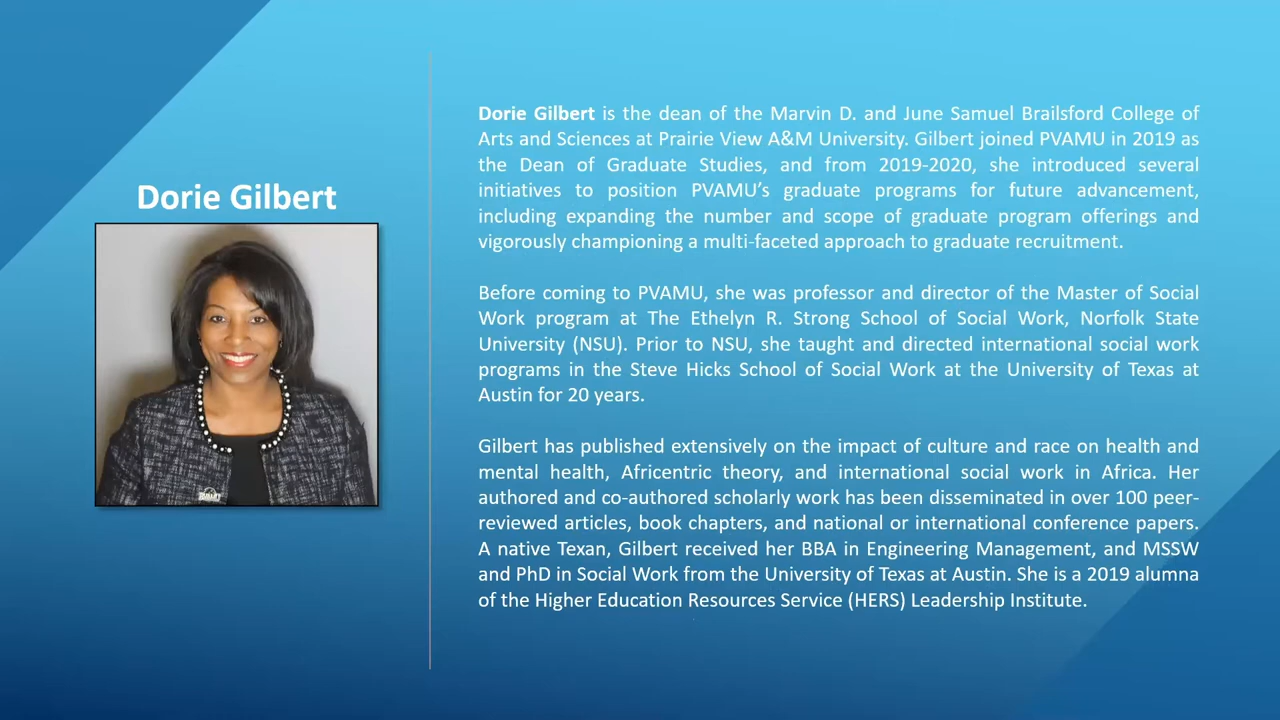 Dorie Gilbert
Dorie Gilbert is the dean of the Marvin D. and June Samuel Brailsford College of
Arts and Sciences at Prairie View A&M University. Gilbert joined PVAMU in 2019 as
the Dean of Graduate Studies, and from 2019-2020, she introduced several
initiatives to position PVAMU's graduate programs for future advancement,
including expanding the number and scope of graduate program offerings and
vigorously championing a multi-faceted approach to graduate recruitment.
Before coming to PVAMU, she was professor and director of the Master of Social
Work program at The Ethelyn R. Strong School of Social Work, Norfolk State
University (NSU). Prior to NSU, she taught and directed international social work
programs in the Steve Hicks School of Social Work at the University of Texas at
Austin for 20 years.
Gilbert has published extensively on the impact of culture and race on health and
mental health, Africentric theory, and international social work in Africa. Her
authored and co-authored scholarly work has been disseminated in over 100 peer-
reviewed articles, book chapters, and national or international conference papers.
A native Texan, Gilbert received her BBA in Engineering Management, and MSSW
and PhD in Social Work from the University of Texas at Austin. She is a 2019 alumna
of the Higher Education Resources Service (HERS) Leadership Institute.